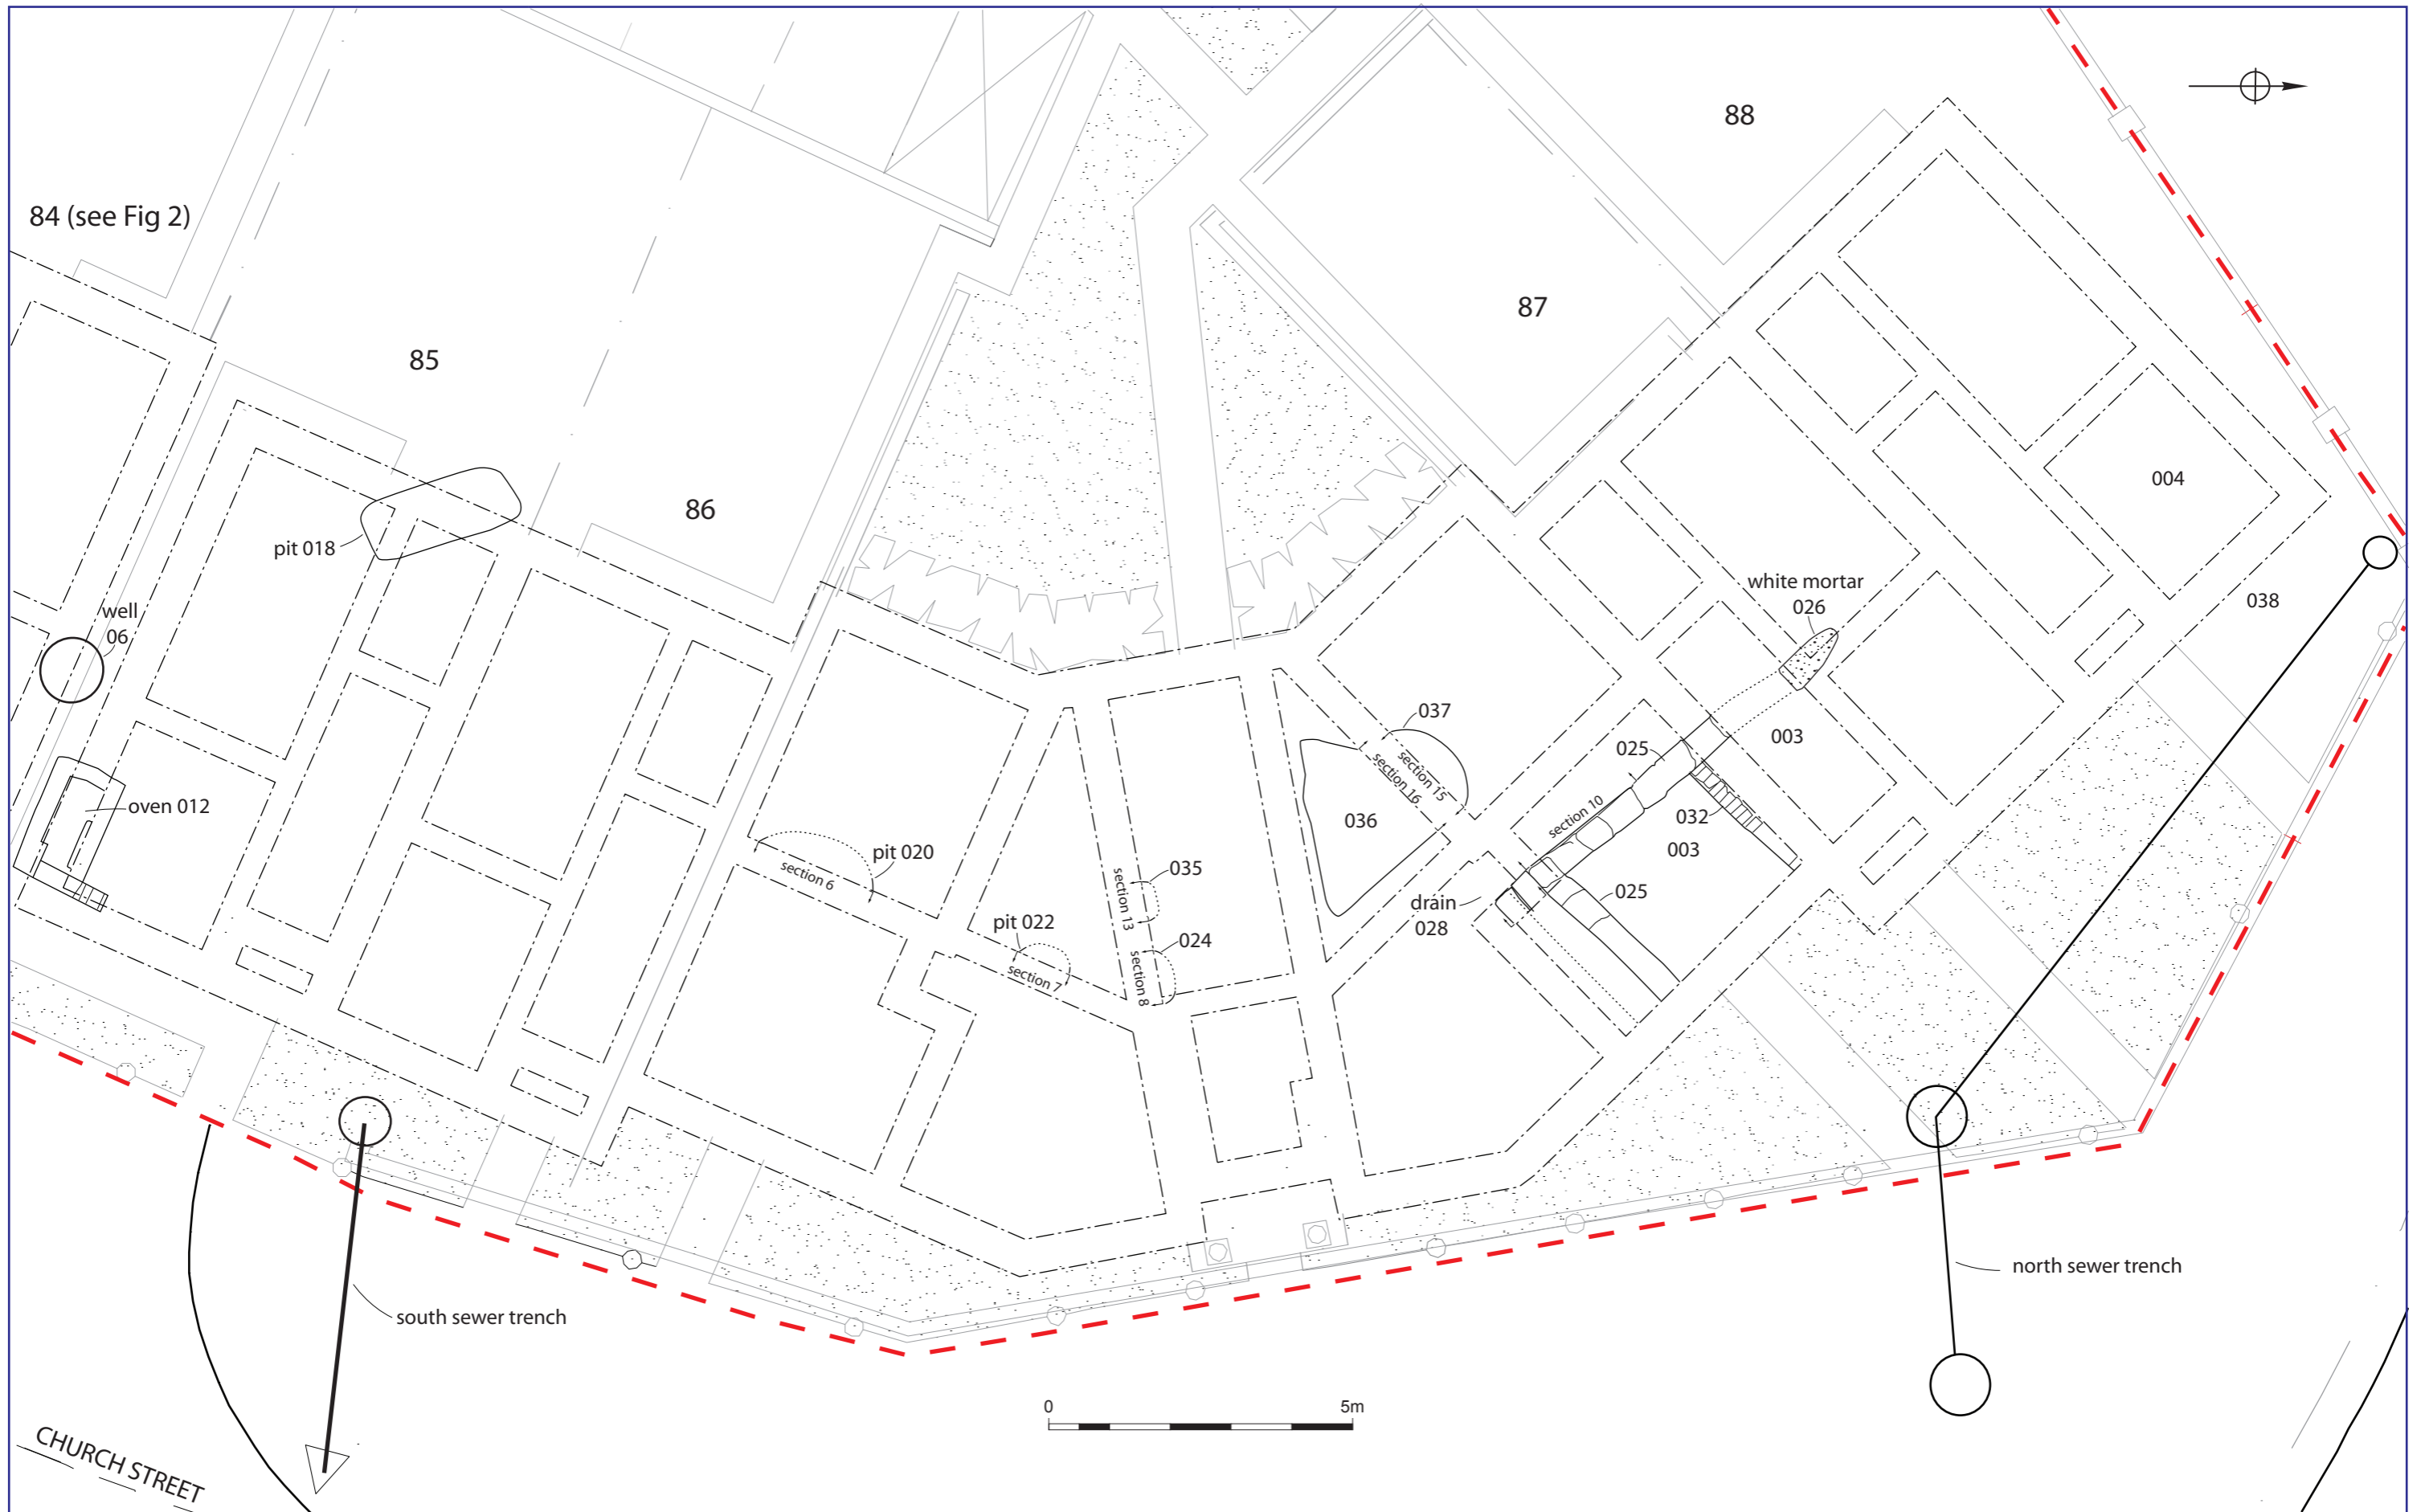 88
84 (see Fig 2)
87
85
004
86
pit 018
white mortar
026
038
well
06
037
025
003
section 15
section 16
oven 012
section 10
032
036
pit 020
003
section 6
035
025
section 13
drain
028
pit 022
024
section 7
section 8
north sewer trench
south sewer trench
0
5m
CHURCH STREET